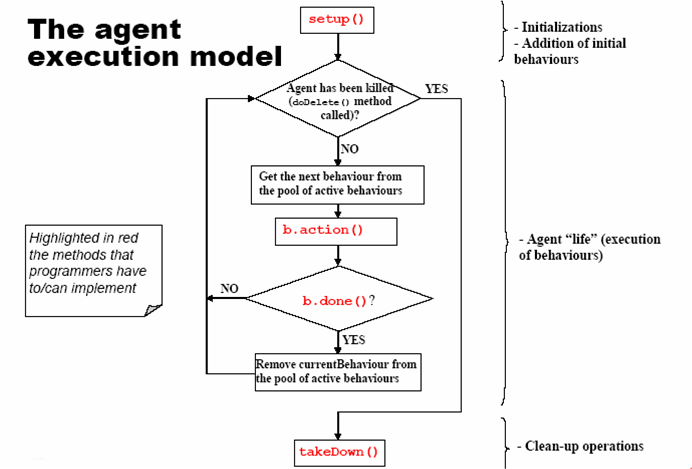 The agent
execution model
setup()
- Initializations
- Addition of initial
behaviours
Agent has been killed
(doDelete() method
called)?
YES
NO
Get the next behaviour from
the pool of active behaviours
b.action()
Highlighted in red
the methods that
programmers have
to/can implement
- Agent “life” (execution
of behaviours)
NO
b.done()?
YES
Remove currentBehaviour from
the pool of active behaviours
takeDown()
- Clean-up operations